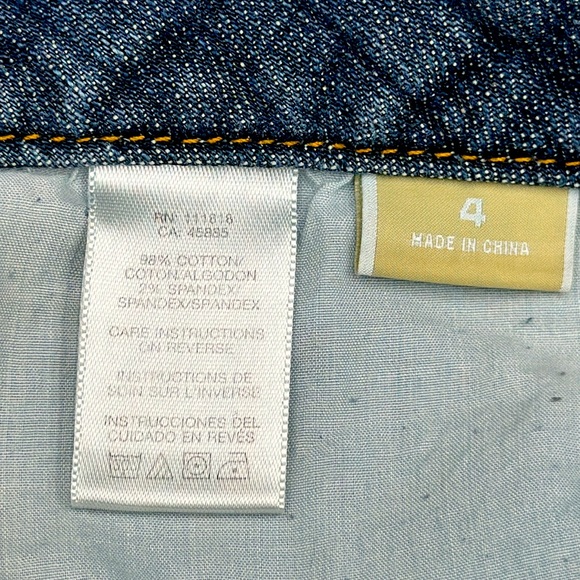 RN: 111818
CA: 45885
98% COTTON/
COTON/ALGODON
2% SPANDEX/
SPANDEX/SPANDEX
CARE INSTRUCTIONS
ON REVERSE
INSTRUCTIONS DE
SOIN SUR L'INVERSE
INSTRUCCIONES DEL
CUIDADO EN REVÉS
4
MADE IN CHINA